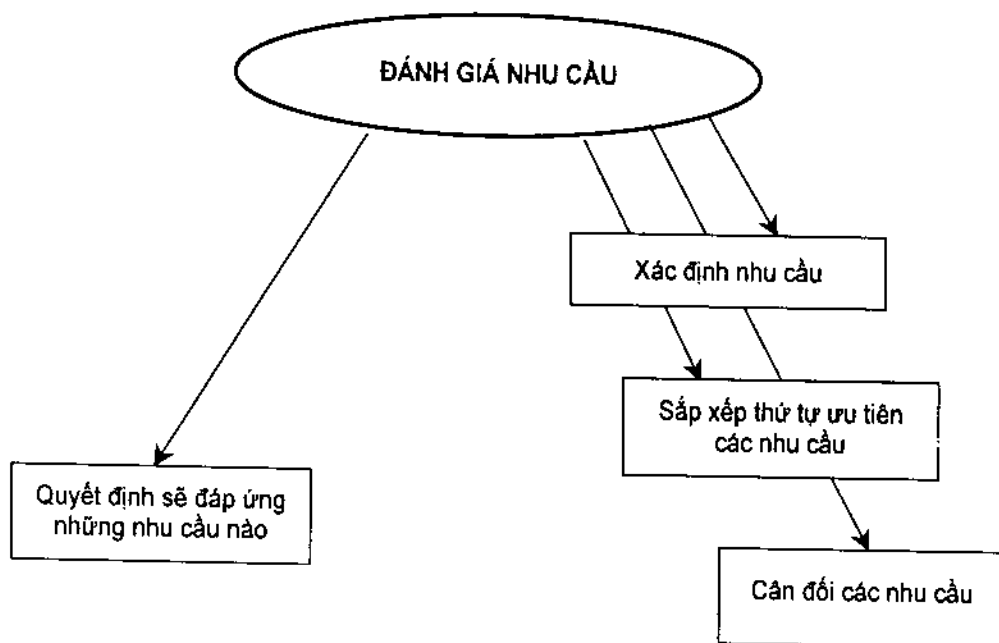 ĐÁNH GIÁ NHU CẦU
Xác định nhu cầu
Sắp xếp thứ tự ưu tiên
các nhu cầu
Quyết định sẽ đáp ứng
những nhu cầu nào
Cân đối các nhu cầu